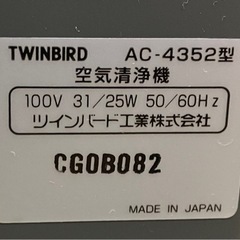 TWINBIRD AC-4352型
空気清浄機
100V 31/25W 50/60Hz
ツインバード工業株式会社
CG0B082
MADE IN JAPAN